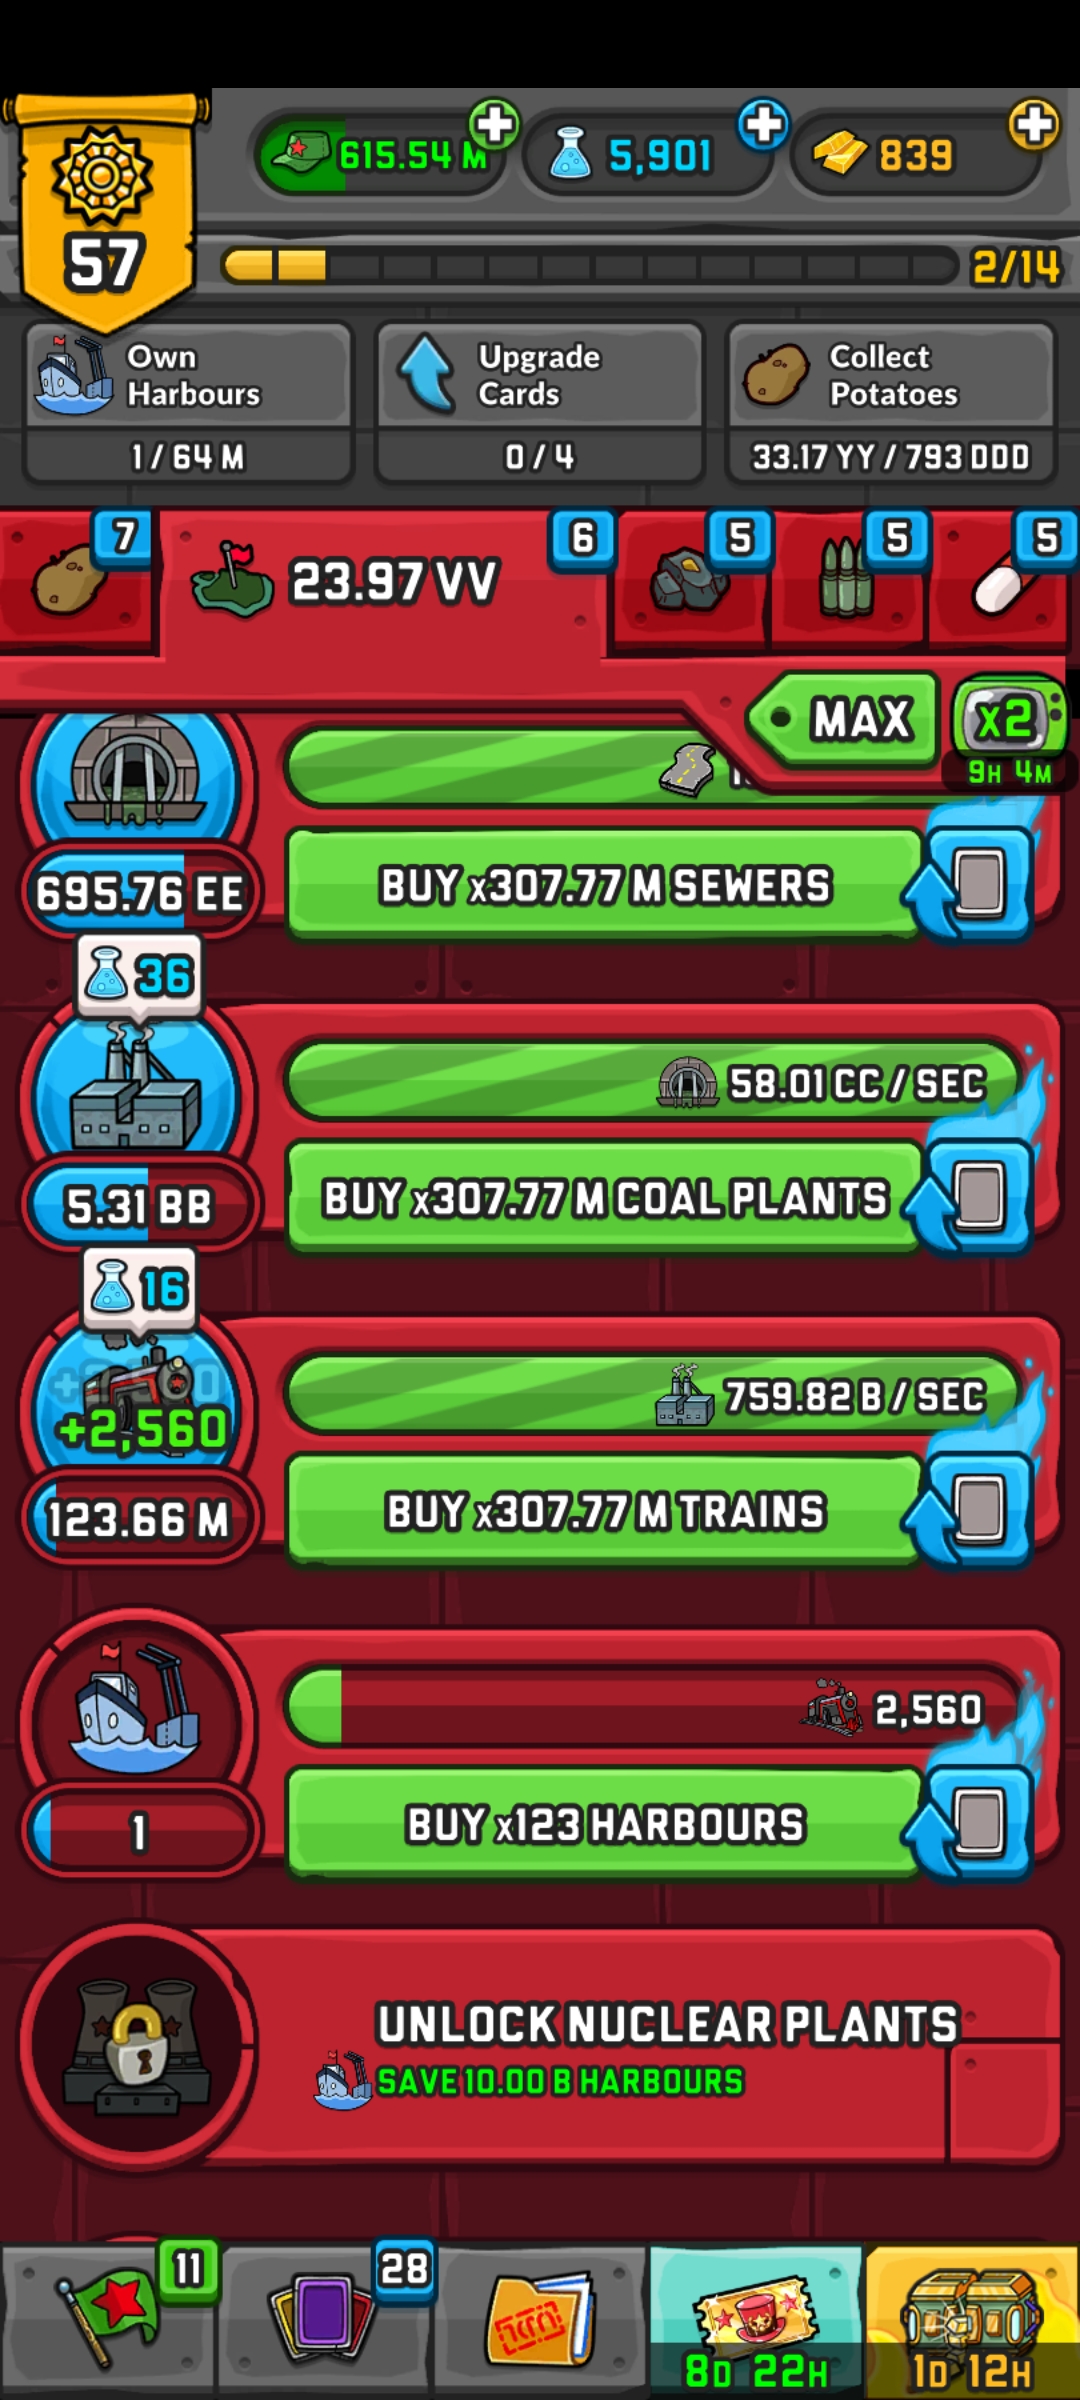 615.54 M
5,901
839
57
2/14
Own
Harbours
1 / 64 M
Upgrade
Cards
0 / 4
Collect
Potatoes
33.17 YY / 793 DDD
7
23.97 VV
6
5
5
5
MAX
x2
9H 4M
695.76 EE
BUY x307.77 M SEWERS
36
58.01 CC / SEC
5.31 BB
BUY x307.77 M COAL PLANTS
16
+2,560
759.82 B / SEC
123.66 M
BUY x307.77 M TRAINS
2,560
1
BUY x123 HARBOURS
UNLOCK NUCLEAR PLANTS
SAVE 10.00 B HARBOURS
11
28
8D 22H
1D 12H